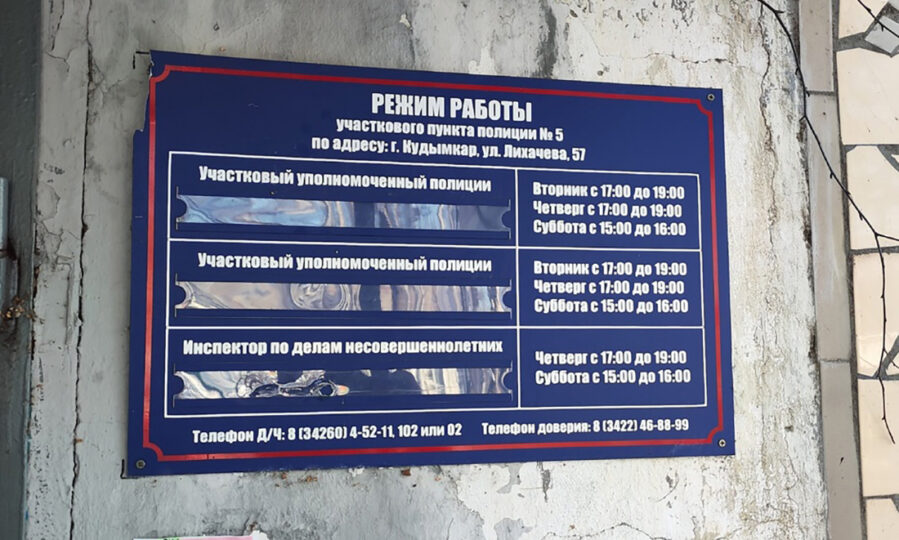 РЕЖИМ РАБОТЫ
участкового пункта полиции № 5
по адресу: г. Кудымкар, ул. Лихачева, 57
Участковый уполномоченный полиции
Вторник с 17:00 до 19:00
Четверг с 17:00 до 19:00
Суббота с 15:00 до 16:00
Участковый уполномоченный полиции
Вторник с 17:00 до 19:00
Четверг с 17:00 до 19:00
Суббота с 15:00 до 16:00
Инспектор по делам несовершеннолетних
Четверг с 17:00 до 19:00
Суббота с 15:00 до 16:00
Телефон Д/Ч: 8 (34260) 4-52-11, 102 или 02 Телефон доверия: 8 (3422) 46-88-99